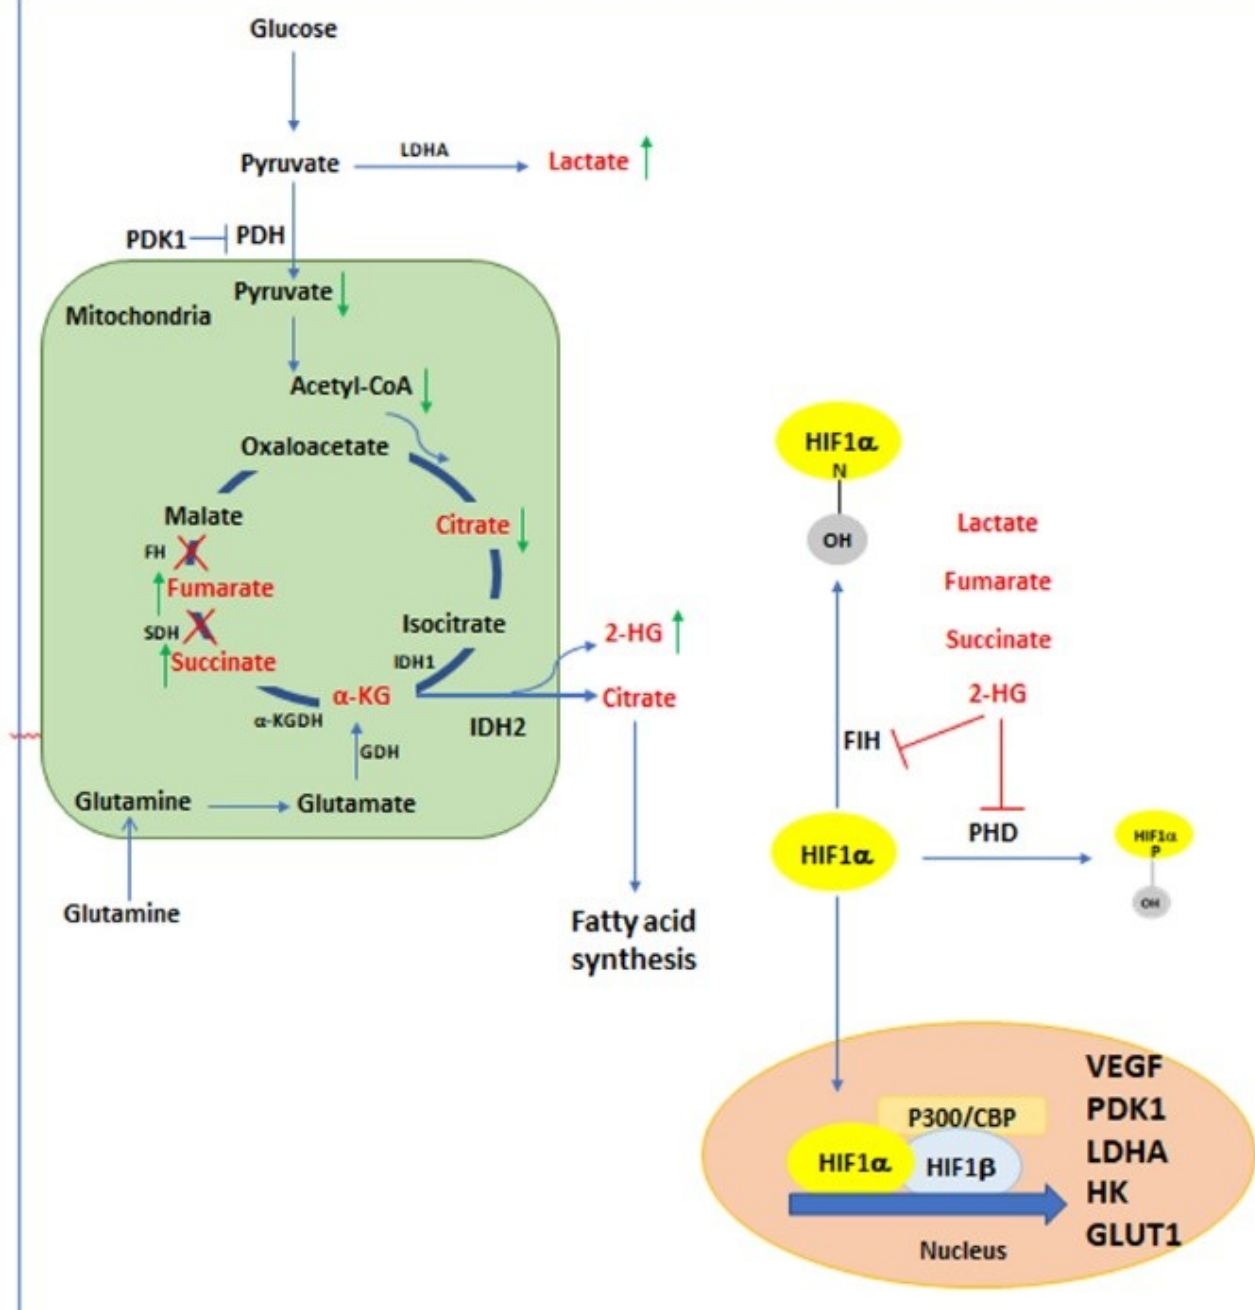 Glucose
Pyruvate
LDHA
Lactate
PDK1
PDH
Pyruvate
Mitochondria
Acetyl-CoA
Oxaloacetate
Malate
Citrate
FH
Fumarate
SDH
Succinate
Isocitrate
IDH1
2-HG
α-KG
Citrate
α-KGDH
IDH2
GDH
Glutamine
Glutamate
Glutamine
Fatty acid
synthesis
HIF1α
N
OH
Lactate
Fumarate
Succinate
2-HG
FIH
PHD
HIF1α
HIF1α
P
OH
VEGF
PDK1
LDHA
HK
GLUT1
P300/CBP
HIF1α
HIF1β
Nucleus